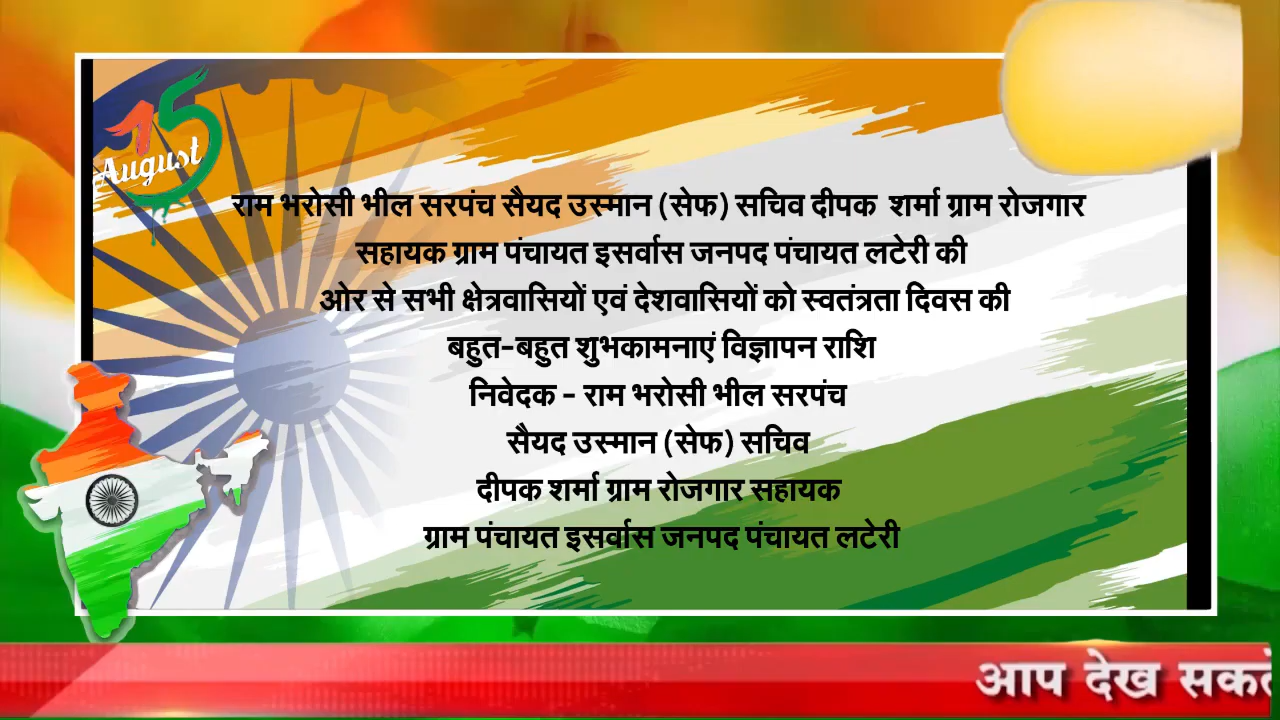 15
August
राम भरोसी भील सरपंच सैयद उस्मान (सेफ) सचिव दीपक शर्मा ग्राम रोजगार
सहायक ग्राम पंचायत इसर्वास जनपद पंचायत लटेरी की
ओर से सभी क्षेत्रवासियों एवं देशवासियों को स्वतंत्रता दिवस की
बहुत-बहुत शुभकामनाएं विज्ञापन राशि
निवेदक - राम भरोसी भील सरपंच
सैयद उस्मान (सेफ) सचिव
दीपक शर्मा ग्राम रोजगार सहायक
ग्राम पंचायत इसर्वास जनपद पंचायत लटेरी
आप देख